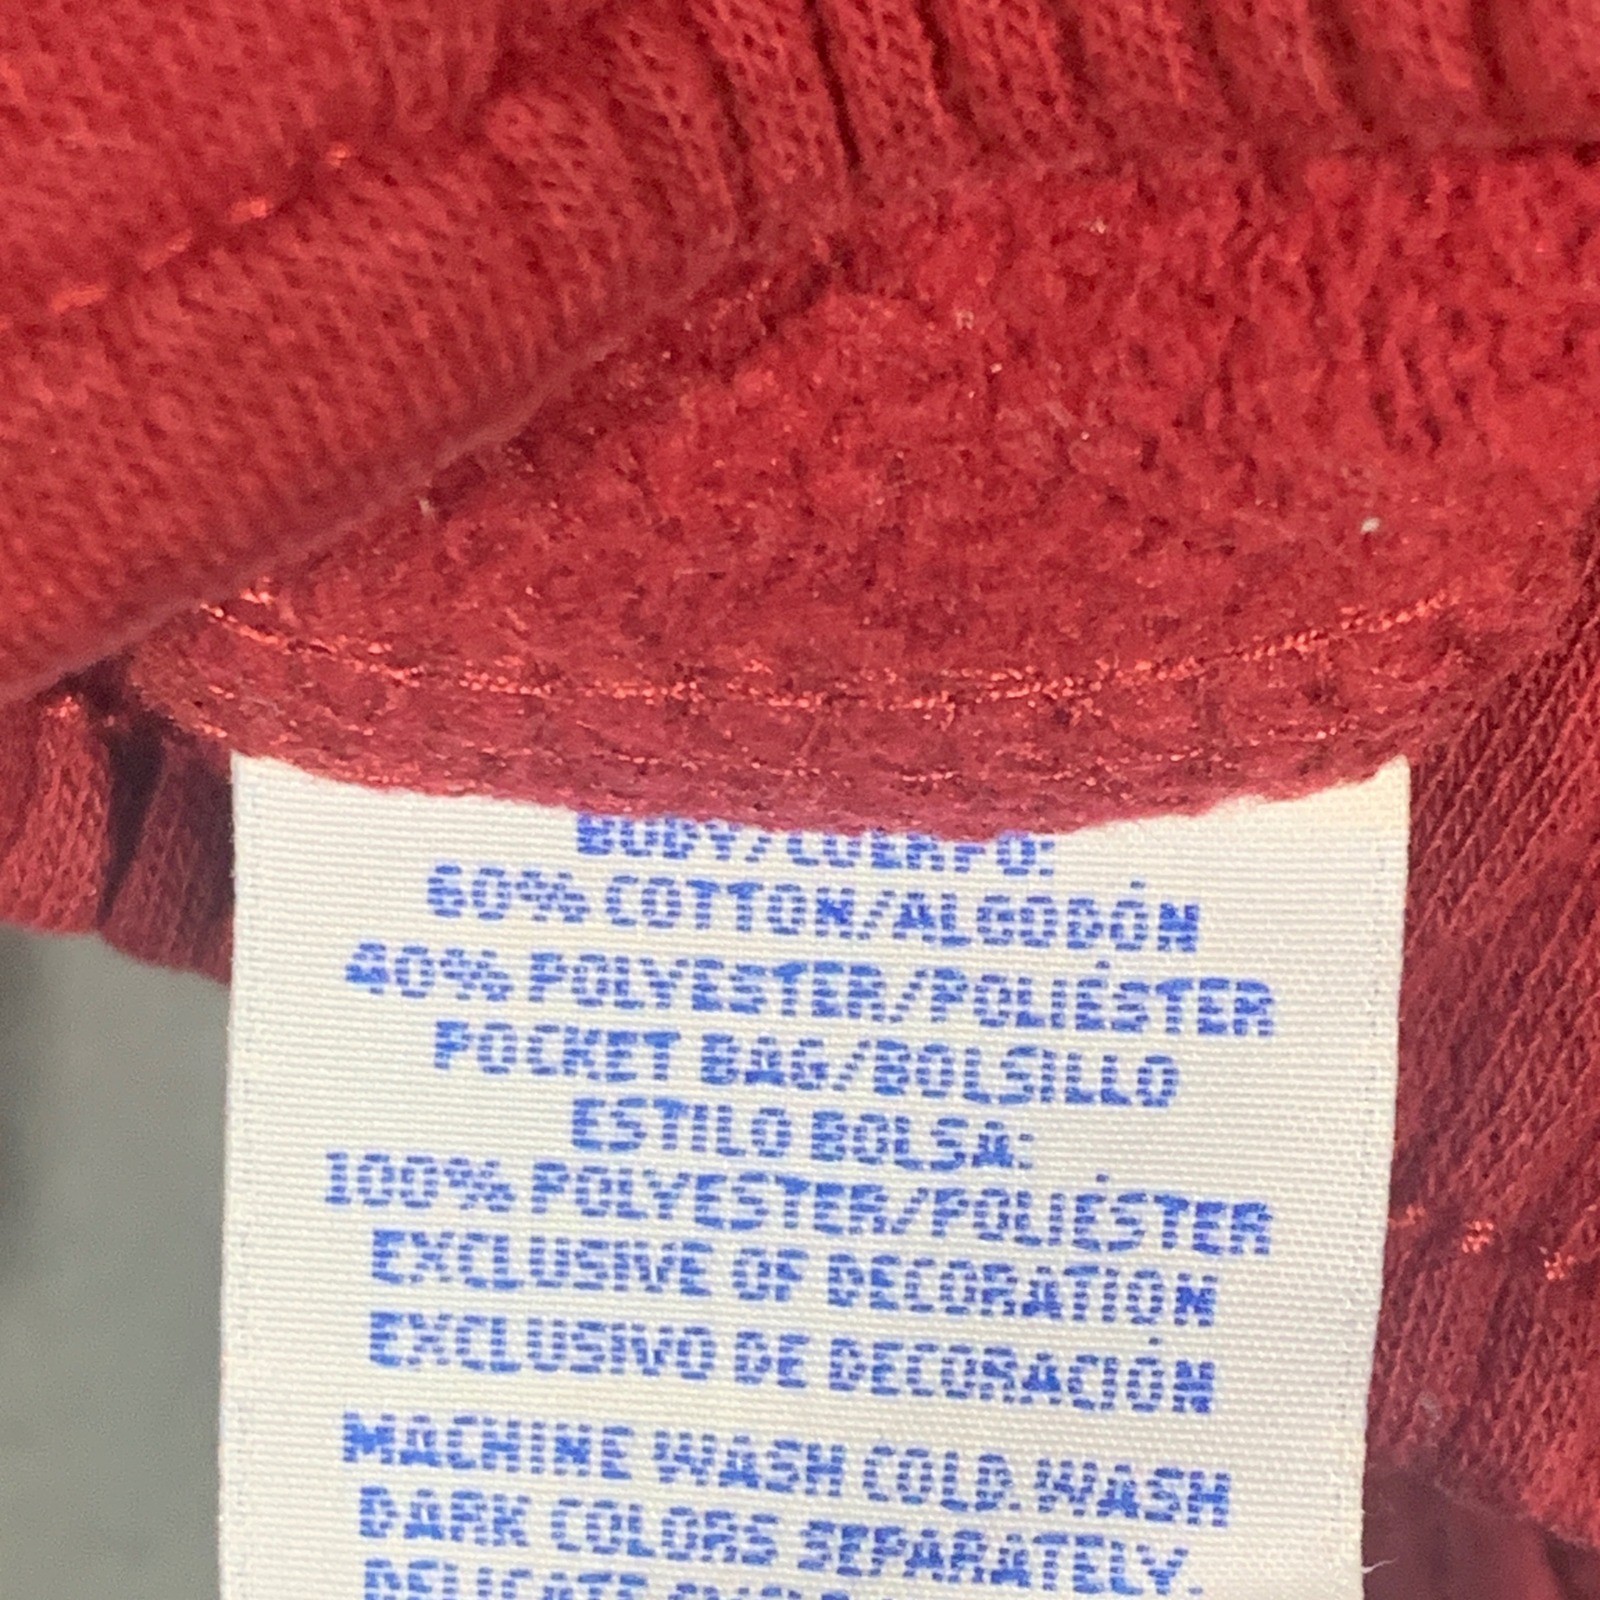 BODY/CUERPO:
60% COTTON/ALGODÓN
40% POLYESTER/POLIÉSTER
POCKET BAG/BOLSILLO
ESTILO BOLSA:
100% POLYESTER/POLIÉSTER
EXCLUSIVE OF DECORATION
EXCLUSIVO DE DECORACIÓN
MACHINE WASH COLD. WASH
DARK COLORS SEPARATELY.
DELICATE